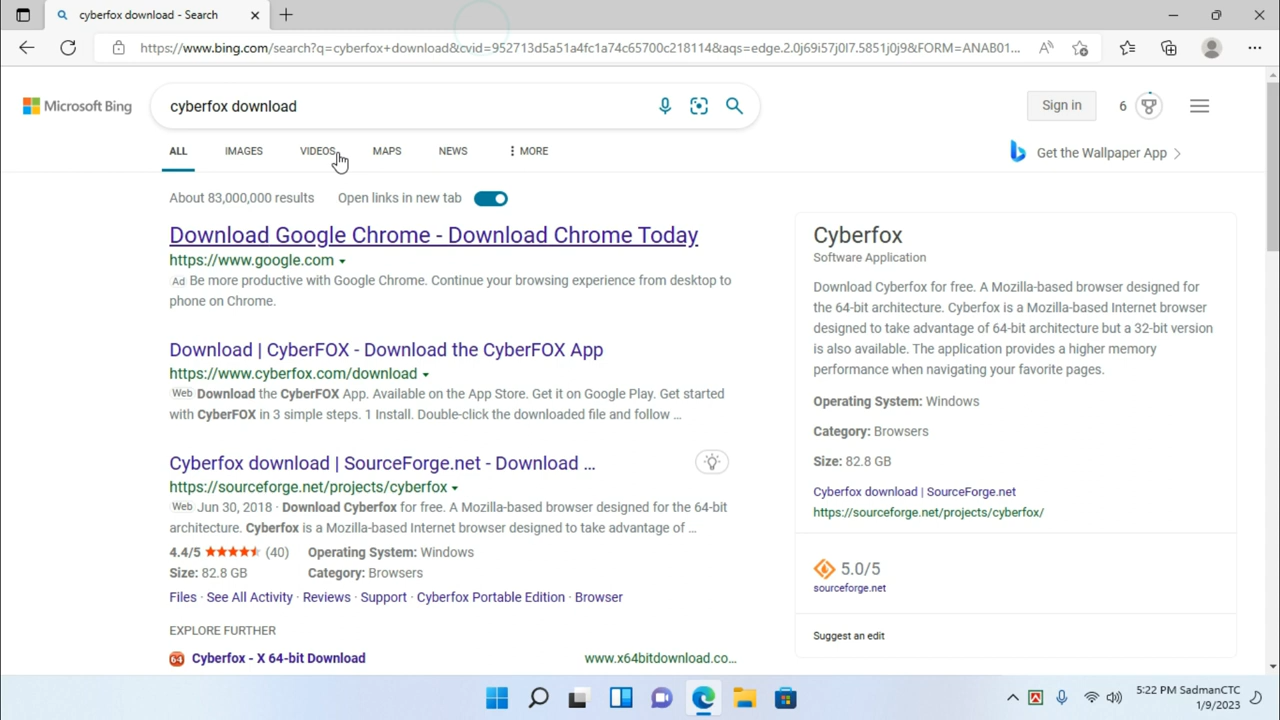 cyberfox download - Search
https://www.bing.com/search?q=cyberfox+download&cvid=952713d5a51a4fc1a74c65700c218114&aqs=edge.2.0j69i57j0l7.5851j0j9&FORM=ANAB01...
Microsoft Bing
cyberfox download
Sign in
6
ALL IMAGES VIDEOS MAPS NEWS MORE
Get the Wallpaper App
About 83,000,000 results Open links in new tab
Download Google Chrome - Download Chrome Today
https://www.google.com
Ad Be more productive with Google Chrome. Continue your browsing experience from desktop to
phone on Chrome.
Download | CyberFOX - Download the CyberFOX App
https://www.cyberfox.com/download
Web Download the CyberFOX App. Available on the App Store. Get it on Google Play. Get started
with CyberFOX in 3 simple steps. 1 Install. Double-click the downloaded file and follow ...
Cyberfox download | SourceForge.net - Download ...
https://sourceforge.net/projects/cyberfox
Web Jun 30, 2018 · Download Cyberfox for free. A Mozilla-based browser designed for the 64-bit
architecture. Cyberfox is a Mozilla-based Internet browser designed to take advantage of ...
4.4/5 (40) Operating System: Windows
Size: 82.8 GB Category: Browsers
Files · See All Activity · Reviews · Support · Cyberfox Portable Edition · Browser
EXPLORE FURTHER
64 Cyberfox - X 64-bit Download www.x64bitdownload.co...
Cyberfox
Software Application
Download Cyberfox for free. A Mozilla-based browser designed for
the 64-bit architecture. Cyberfox is a Mozilla-based Internet browser
designed to take advantage of 64-bit architecture but a 32-bit version
is also available. The application provides a higher memory
performance when navigating your favorite pages.
Operating System: Windows
Category: Browsers
Size: 82.8 GB
Cyberfox download | SourceForge.net
https://sourceforge.net/projects/cyberfox/
5.0/5
sourceforge.net
Suggest an edit
5:22 PM SadmanCTC
1/9/2023